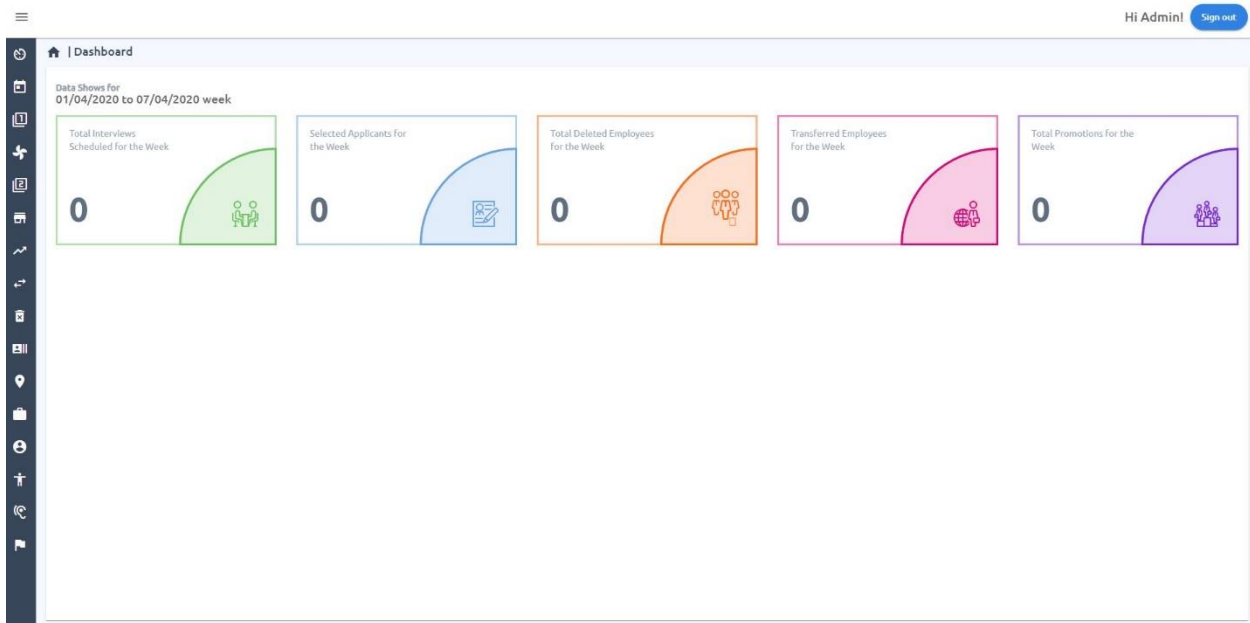 Hi Admin! Sign out
| Dashboard
Data Shows for
01/04/2020 to 07/04/2020 week
Total Interviews
Scheduled for the Week
0
Selected Applicants for
the Week
0
Total Deleted Employees
for the Week
0
Transferred Employees
for the Week
0
Total Promotions for the
Week
0
1
2